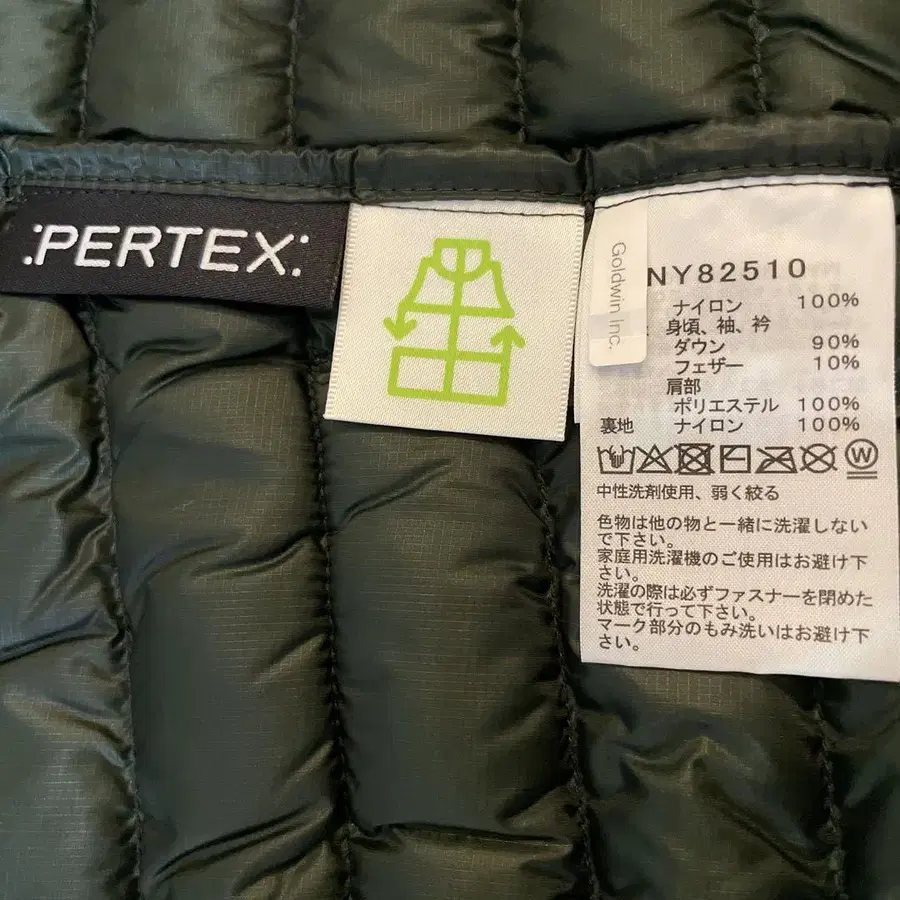 :PERTEX:
Goldwin Inc.
NY82510
ナイロン 100%
身頃、袖、衿
ダウン 90%
フェザー 10%
肩部
ポリエステル 100%
裏地 ナイロン 100%
W
中性洗剤使用、弱く絞る
色物は他の物と一緒に洗濯しない
で下さい。
家庭用洗濯機のご使用はお避け下
さい。
洗濯の際は必ずファスナーを閉めた
状態で行って下さい。
マーク部分のもみ洗いはお避け下
さい。